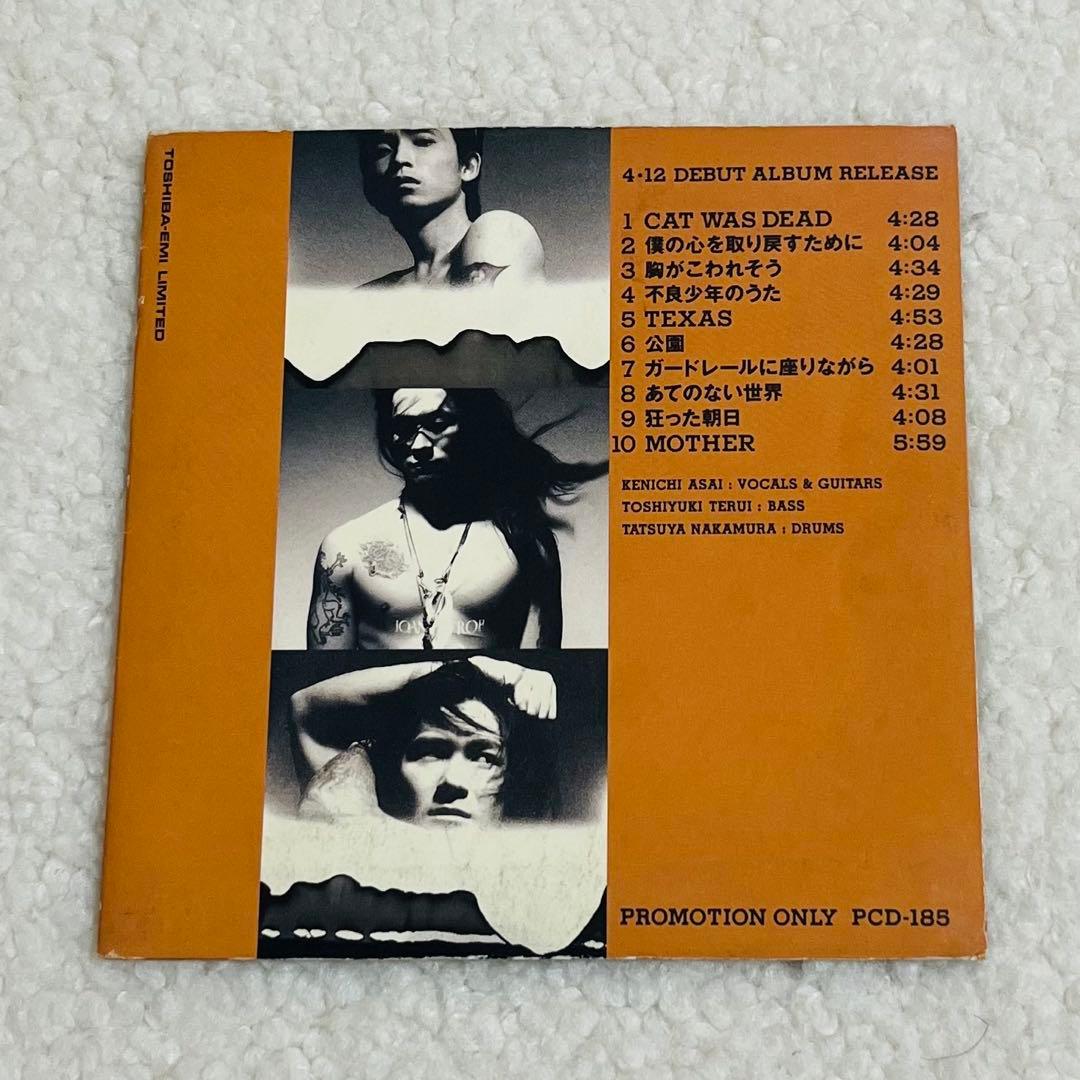 TOSHIBA-EMI LIMITED
4·12 DEBUT ALBUM RELEASE
1 CAT WAS DEAD 4:28
2 僕の心を取り戻すために 4:04
3 胸がこわれそう 4:34
4 不良少年のうた 4:29
5 TEXAS 4:53
6 公園 4:28
7 ガードレールに座りながら 4:01
8 あてのない世界 4:31
9 狂った朝日 4:08
10 MOTHER 5:59
KENICHI ASAI : VOCALS & GUITARS
TOSHIYUKI TERUI : BASS
TATSUYA NAKAMURA : DRUMS
PROMOTION ONLY PCD-185